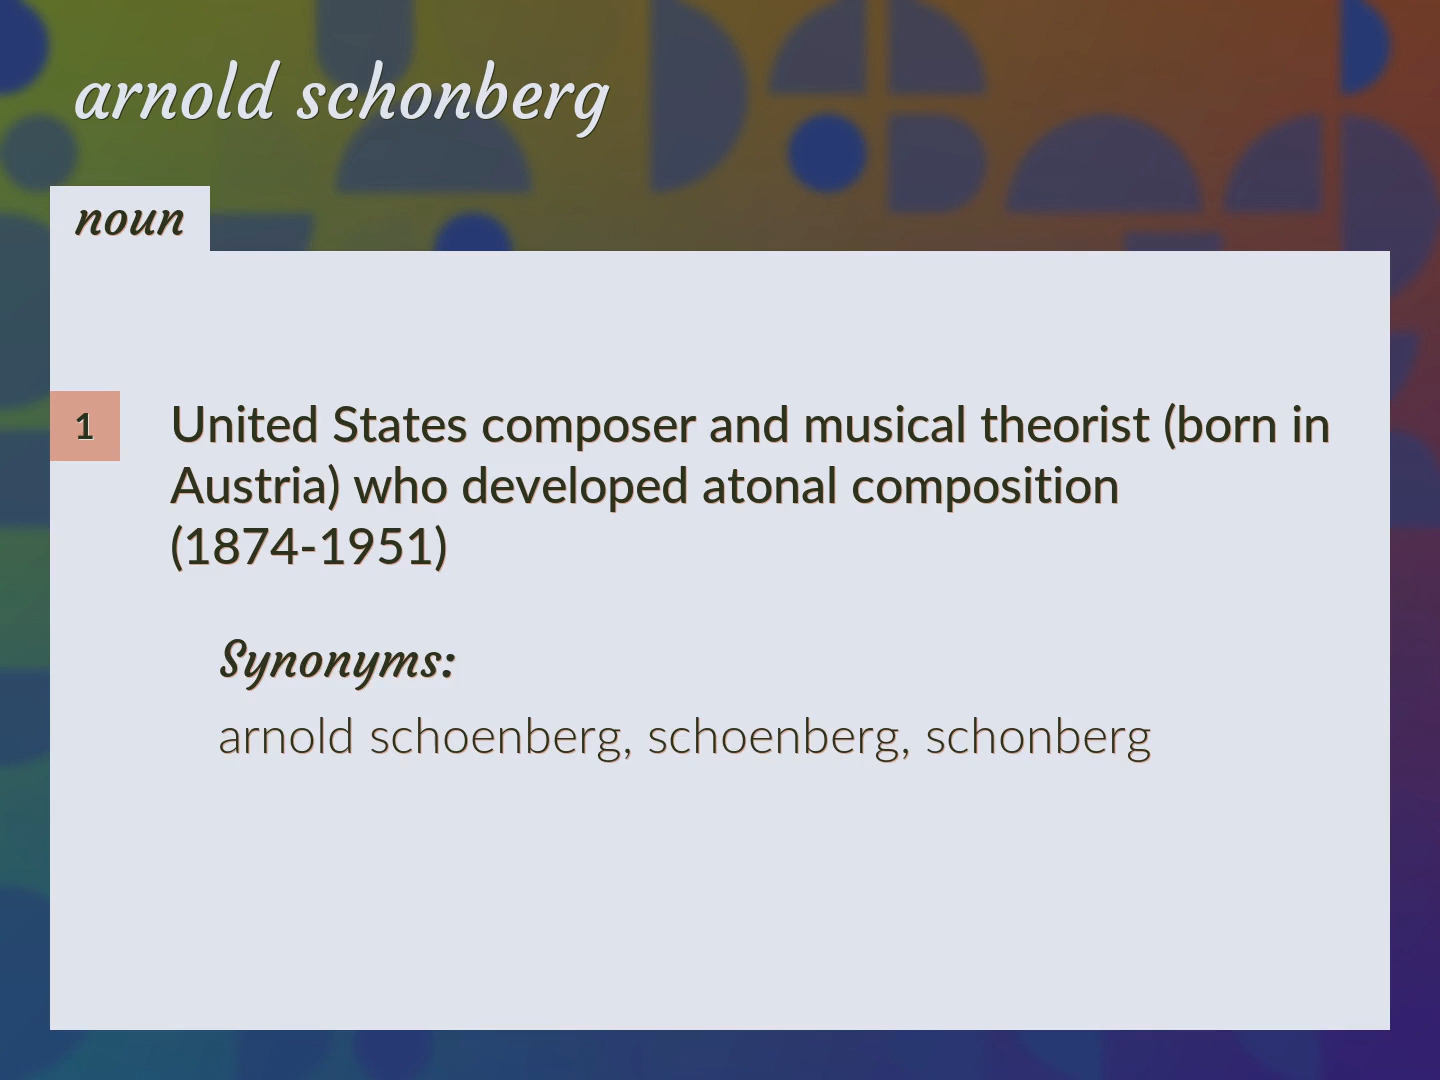 arnold schonberg
noun
1
United States composer and musical theorist (born in
Austria) who developed atonal composition
(1874-1951)
Synonyms:
arnold schoenberg, schoenberg, schonberg